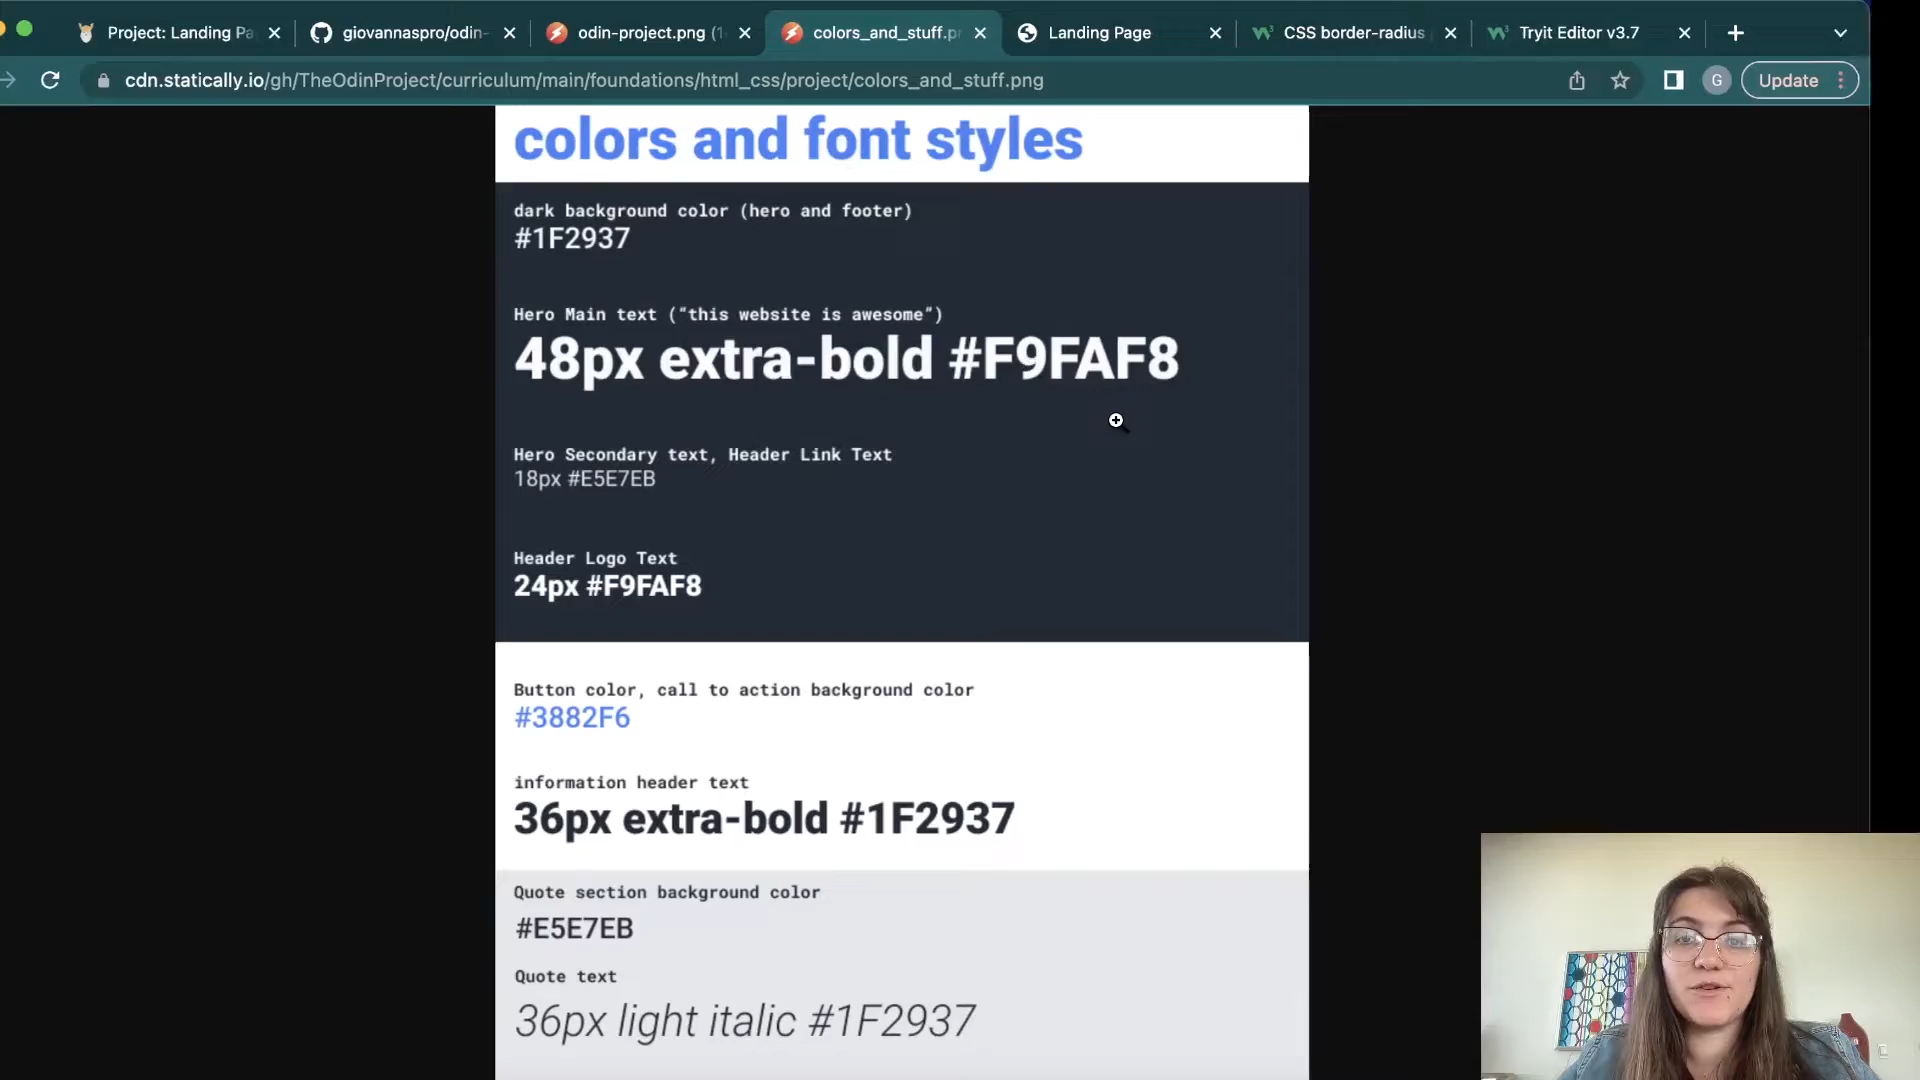 Project: Landing Pa
giovannaspro/odin-
odin-project.png (1
colors_and_stuff.pr
Landing Page
CSS border-radius
Tryit Editor v3.7
cdn.statically.io/gh/TheOdinProject/curriculum/main/foundations/html_css/project/colors_and_stuff.png
G
Update
colors and font styles
dark background color (hero and footer)
#1F2937
Hero Main text (“this website is awesome”)
48px extra-bold #F9FAF8
Hero Secondary text, Header Link Text
18px #E5E7EB
Header Logo Text
24px #F9FAF8
Button color, call to action background color
#3882F6
information header text
36px extra-bold #1F2937
Quote section background color
#E5E7EB
Quote text
36px light italic #1F2937